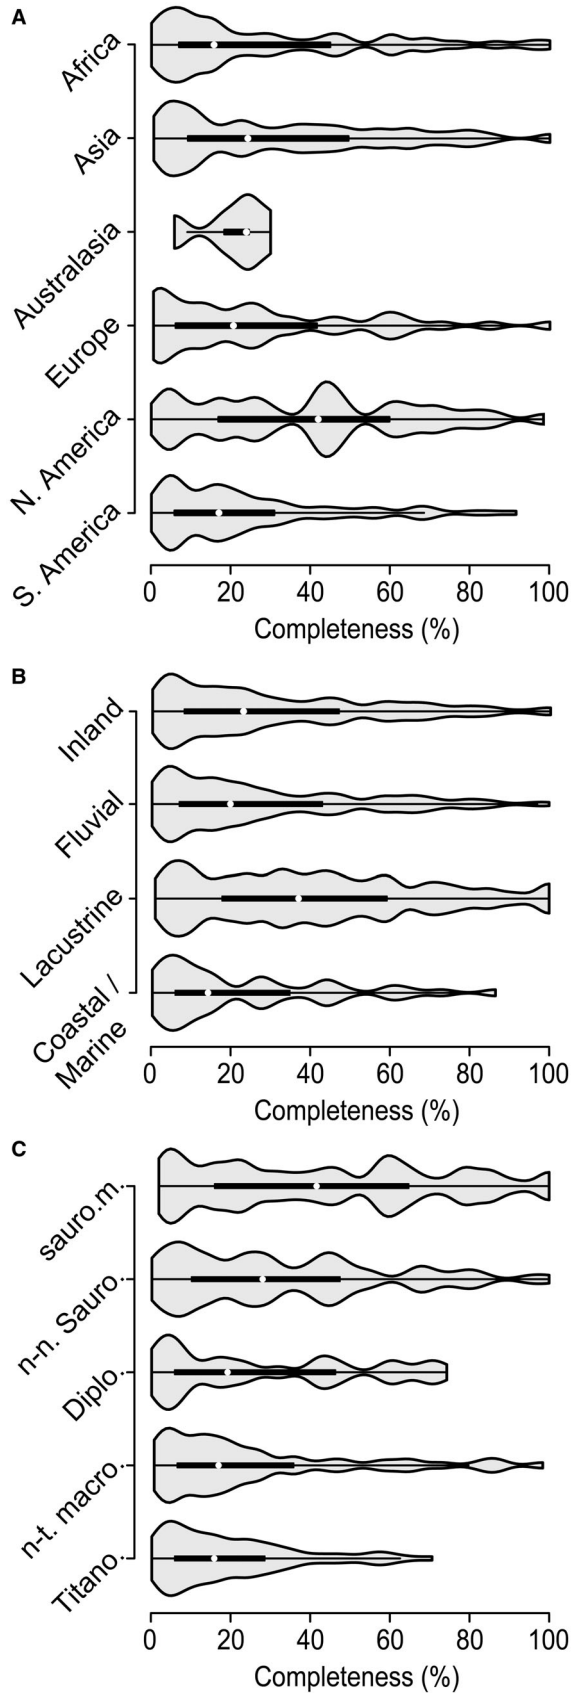 A
Africa
Asia
Australasia
Europe
N. America
S. America
0 20 40 60 80 100
Completeness (%)
B
Inland
Fluvial
Lacustrine
Coastal /
Marine
0 20 40 60 80 100
Completeness (%)
C
sauro.m.
n-n. Sauro.
Diplo.
n-t. macro.
Titano.
0 20 40 60 80 100
Completeness (%)